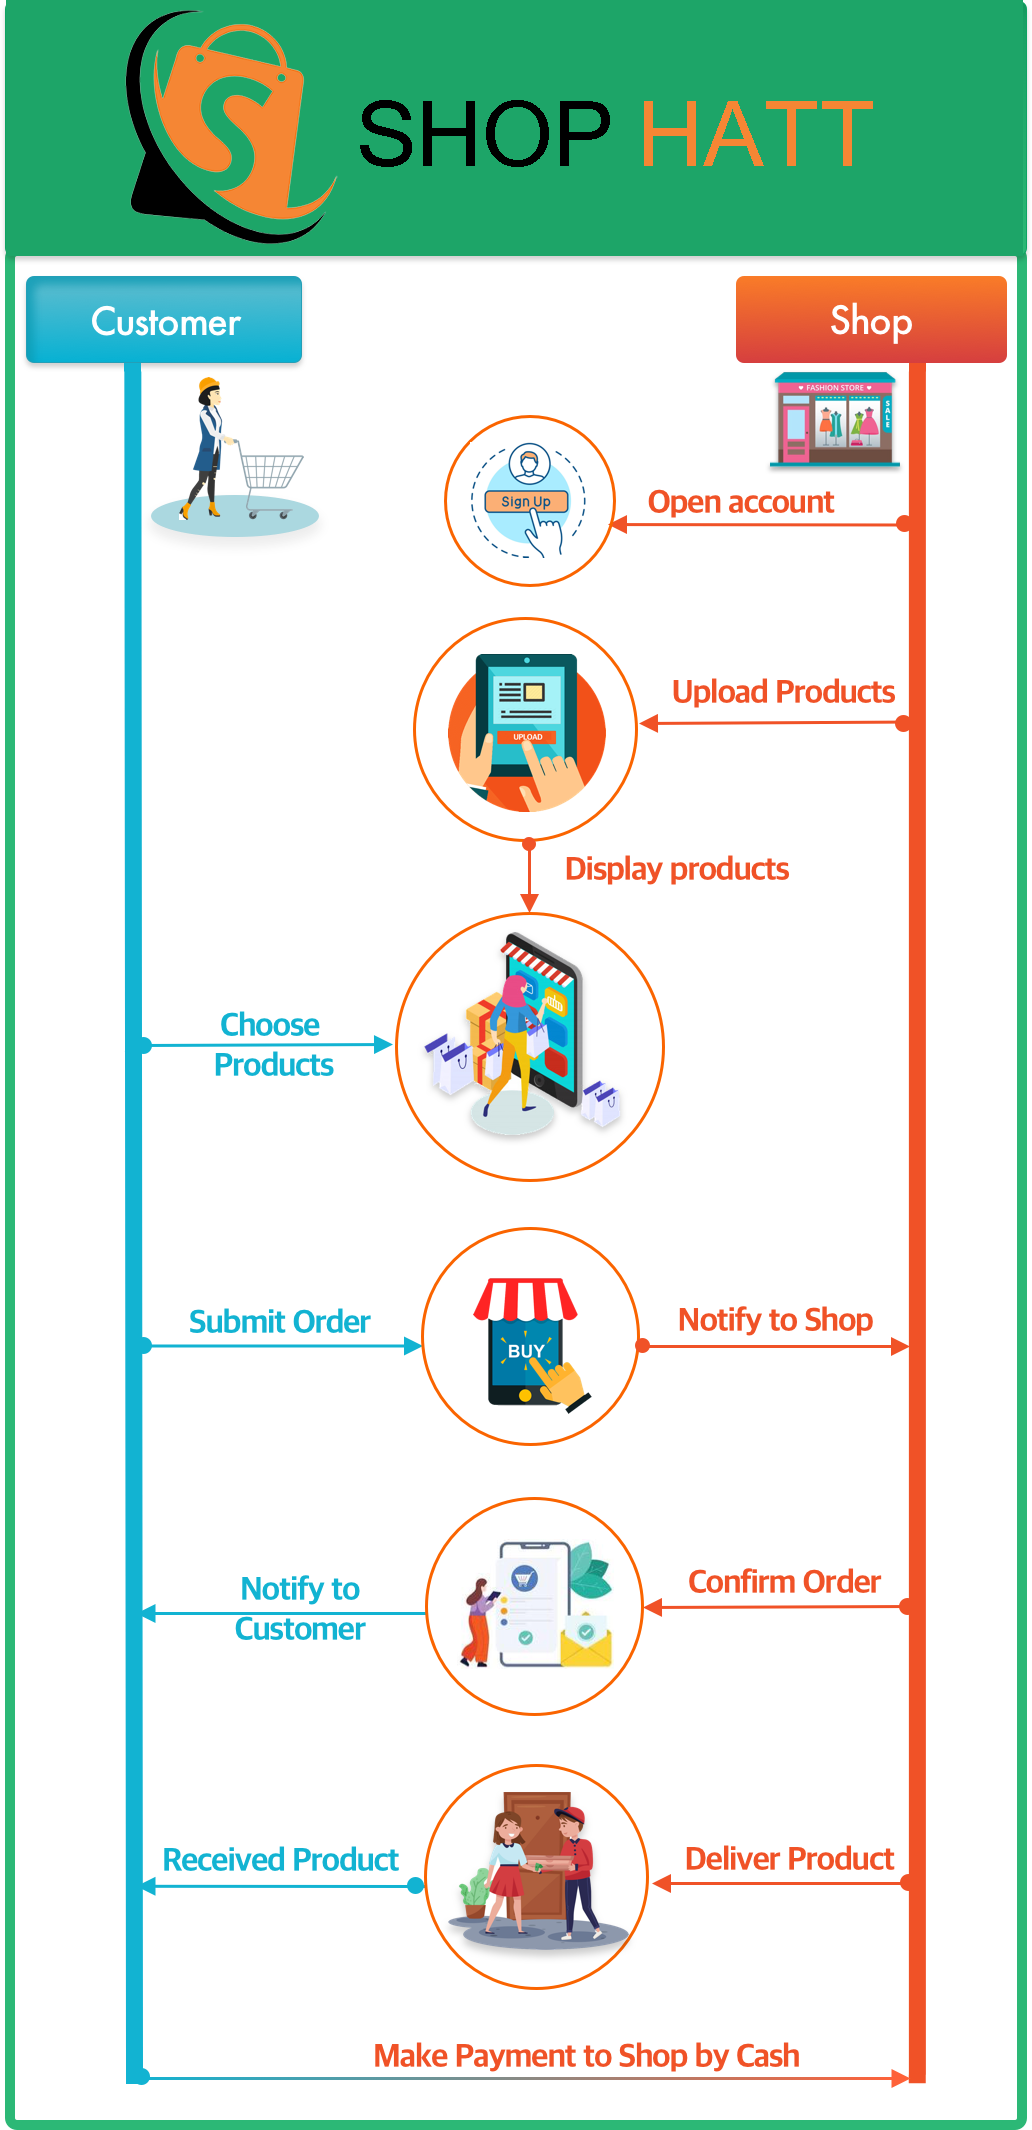 SHOP HATT
Customer
Shop
FASHION STORE
SALE
Sign Up
Open account
Upload Products
UPLOAD
Display products
Choose
Products
Submit Order
BUY
Notify to Shop
Notify to
Customer
Confirm Order
Received Product
Deliver Product
Make Payment to Shop by Cash